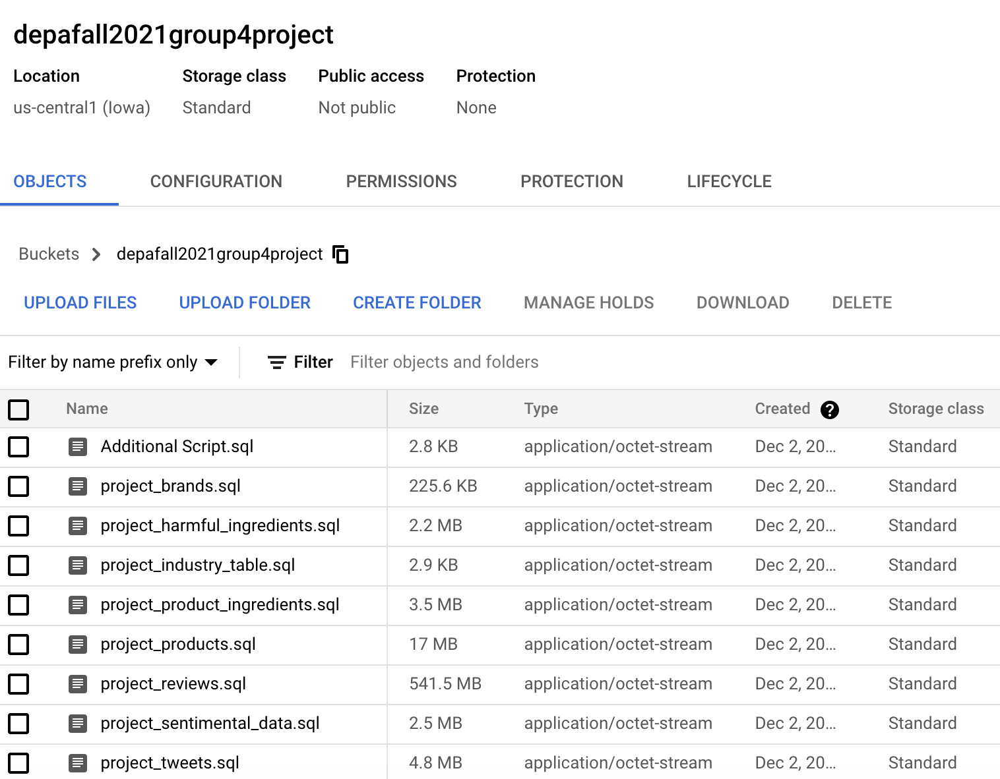 depafall2021group4project
Location Storage class Public access Protection
us-central1 (Iowa) Standard Not public None
OBJECTS CONFIGURATION PERMISSIONS PROTECTION LIFECYCLE
Buckets depafall2021group4project
UPLOAD FILES UPLOAD FOLDER CREATE FOLDER MANAGE HOLDS DOWNLOAD DELETE
Filter by name prefix only Filter Filter objects and folders
Name Size Type Created ? Storage class
Additional Script.sql 2.8 KB application/octet-stream Dec 2, 20... Standard
project_brands.sql 225.6 KB application/octet-stream Dec 2, 20... Standard
project_harmful_ingredients.sql 2.2 MB application/octet-stream Dec 2, 20... Standard
project_industry_table.sql 2.9 KB application/octet-stream Dec 2, 20... Standard
project_product_ingredients.sql 3.5 MB application/octet-stream Dec 2, 20... Standard
project_products.sql 17 MB application/octet-stream Dec 2, 20... Standard
project_reviews.sql 541.5 MB application/octet-stream Dec 2, 20... Standard
project_sentimental_data.sql 2.5 MB application/octet-stream Dec 2, 20... Standard
project_tweets.sql 4.8 MB application/octet-stream Dec 2, 20... Standard